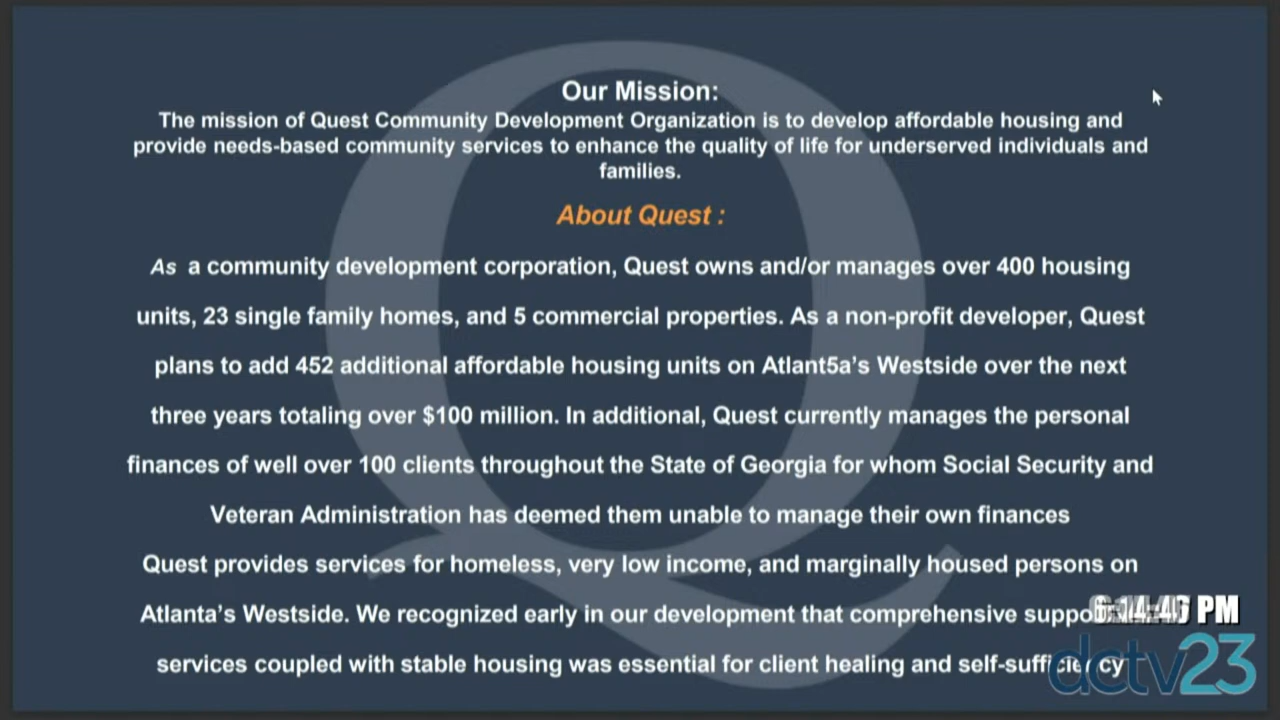 Our Mission:
The mission of Quest Community Development Organization is to develop affordable housing and
provide needs-based community services to enhance the quality of life for underserved individuals and
families.
About Quest :
As a community development corporation, Quest owns and/or manages over 400 housing
units, 23 single family homes, and 5 commercial properties. As a non-profit developer, Quest
plans to add 452 additional affordable housing units on Atlant5a's Westside over the next
three years totaling over $100 million. In additional, Quest currently manages the personal
finances of well over 100 clients throughout the State of Georgia for whom Social Security and
Veteran Administration has deemed them unable to manage their own finances
Quest provides services for homeless, very low income, and marginally housed persons on
Atlanta's Westside. We recognized early in our development that comprehensive
PM
services coupled with stable housing was essential for client healing and self-sufficiency
dctv23